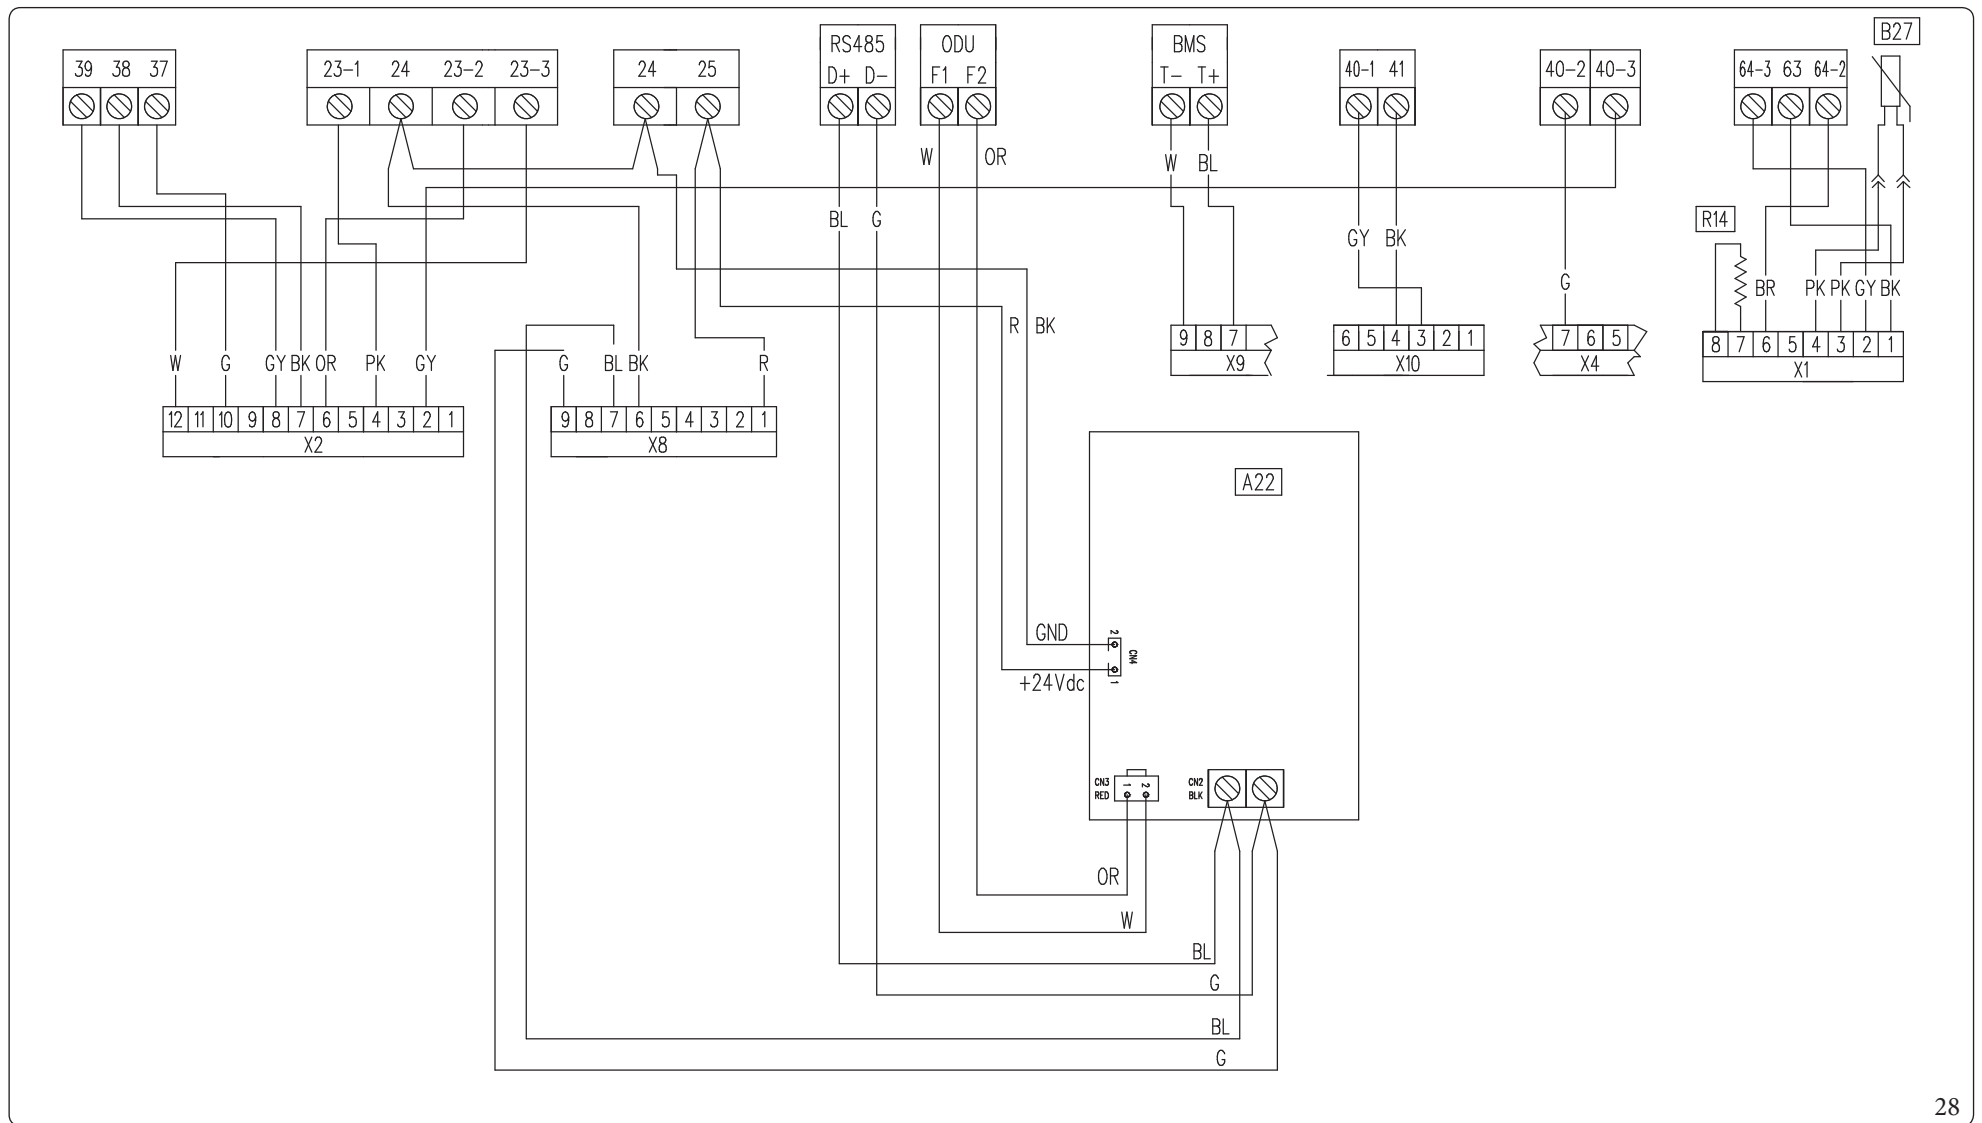 B27
RS485 ODU BMS
39 38 37 23-1 24 23-2 23-3 24 25 D+ D- F1 F2 T- T+ 40-1 41 40-2 40-3 64-3 63 64-2
W OR W BL
BL G R14
GY BK
G BR PK PK GY BK
R BK
9 8 7 6 5 4 3 2 1 7 6 5 8 7 6 5 4 3 2 1
W G GY BK OR PK GY G BL BK R X9 X10 X4 X1
12 11 10 9 8 7 6 5 4 3 2 1 9 8 7 6 5 4 3 2 1
X2 X8
A22
GND 2
CN4
+24Vdc 1
CN3 1 2 CN2
RED BLK
OR
W
BL
G
BL
G
28